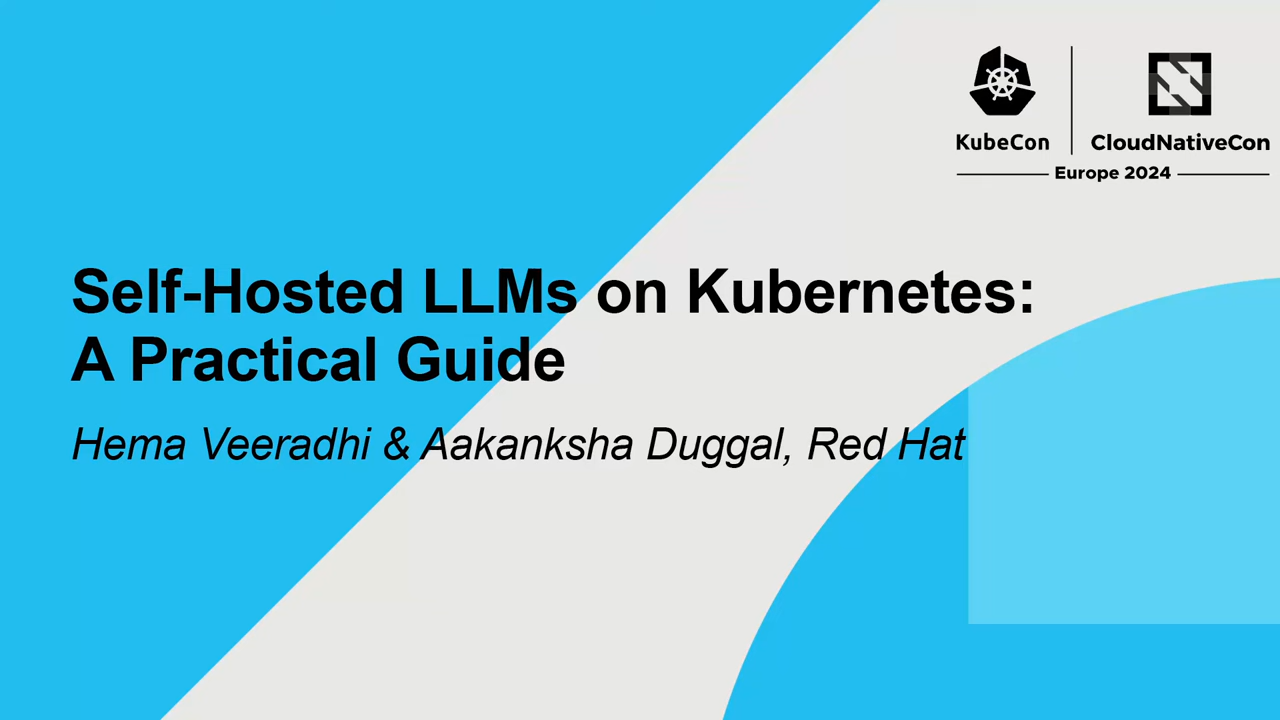 KubeCon
CloudNativeCon
Europe 2024
Self-Hosted LLMs on Kubernetes:
A Practical Guide
Hema Veeradhi & Aakanksha Duggal, Red Hat